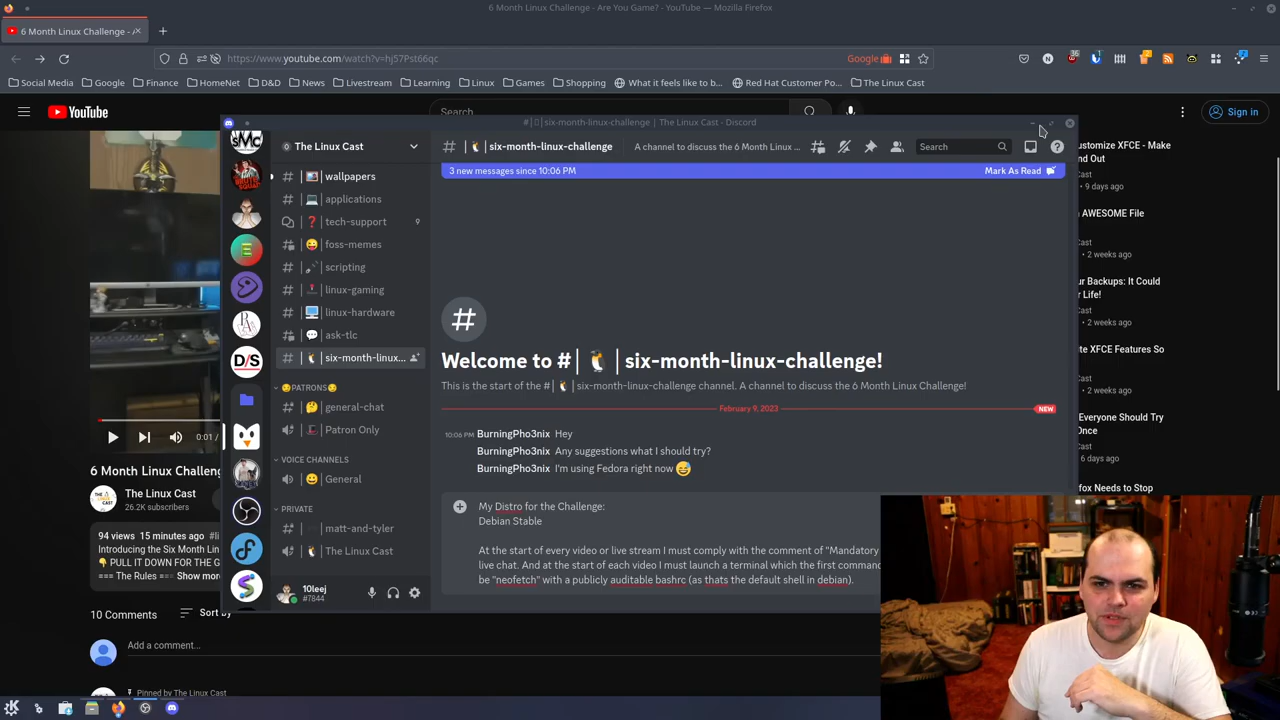 6 Month Linux Challenge - Are You Game? - YouTube — Mozilla Firefox
6 Month Linux Challenge - A
https://www.youtube.com/watch?v=hj57Pst66qc
Google
36
2
Social Media
Google
Finance
HomeNet
D&D
News
Livestream
Learning
Linux
Games
Shopping
What it feels like to b...
Red Hat Customer Po...
The Linux Cast
YouTube
Search
Sign in
#| |six-month-linux-challenge | The Linux Cast - Discord
The Linux Cast
# | six-month-linux-challenge
A channel to discuss the 6 Month Linux ...
Search
3 new messages since 10:06 PM
Mark As Read
SMC
D/S
| wallpapers
| applications
| tech-support
9
| foss-memes
| scripting
| linux-gaming
| linux-hardware
| ask-tlc
| six-month-linux...
PATRONS
| general-chat
| Patron Only
VOICE CHANNELS
| General
PRIVATE
| matt-and-tyler
| The Linux Cast
10leej
#7844
Welcome to # | | six-month-linux-challenge!
This is the start of the # | | six-month-linux-challenge channel. A channel to discuss the 6 Month Linux Challenge!
February 9, 2023
NEW
10:06 PM BurningPho3nix Hey
BurningPho3nix Any suggestions what I should try?
BurningPho3nix I'm using Fedora right now
My Distro for the Challenge:
Debian Stable
At the start of every video or live stream I must comply with the comment of "Mandatory
live chat. And at the start of each video I must launch a terminal which the first command
be "neofetch" with a publicly auditable bashrc (as thats the default shell in debian).
0:01 /
6 Month Linux Challeng
The Linux Cast
26.2K subscribers
94 views 15 minutes ago #li
Introducing the Six Month Lin
PULL IT DOWN FOR THE G
=== The Rules === Show more
10 Comments
Sort by
Add a comment...
Pinned by The Linux Cast
ustomize XFCE - Make
nd Out
Cast
9 days ago
n AWESOME File
Cast
2 weeks ago
ur Backups: It Could
r Life!
Cast
2 weeks ago
ite XFCE Features So
Cast
Everyone Should Try
Once
Cast
6 days ago
fox Needs to Stop